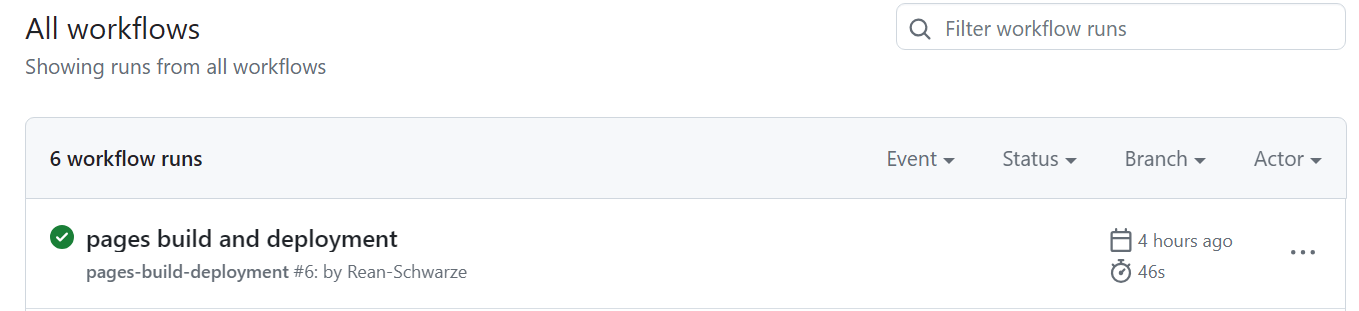 All workflows
Filter workflow runs
Showing runs from all workflows
6 workflow runs
Event
Status
Branch
Actor
pages build and deployment
4 hours ago
pages-build-deployment #6: by Rean-Schwarze
46s